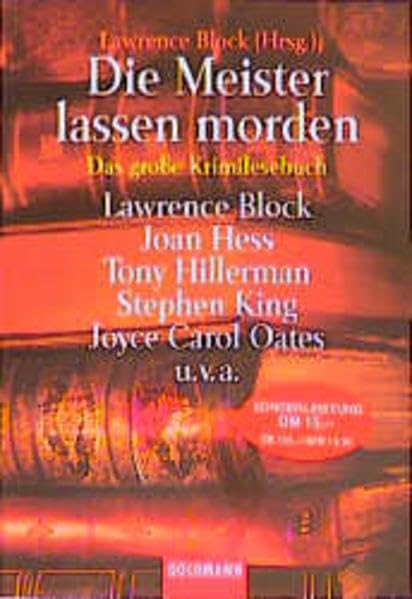 Lawrence Block (Hrsg.)
Die Meister
lassen morden
Das große Krimilesebuch
Lawrence Block
Joan Hess
Tony Hillerman
Stephen King
Joyce Carol Oates
u.v.a.
SONDERLEISTUNG
DM 15,-
GOLDMANN